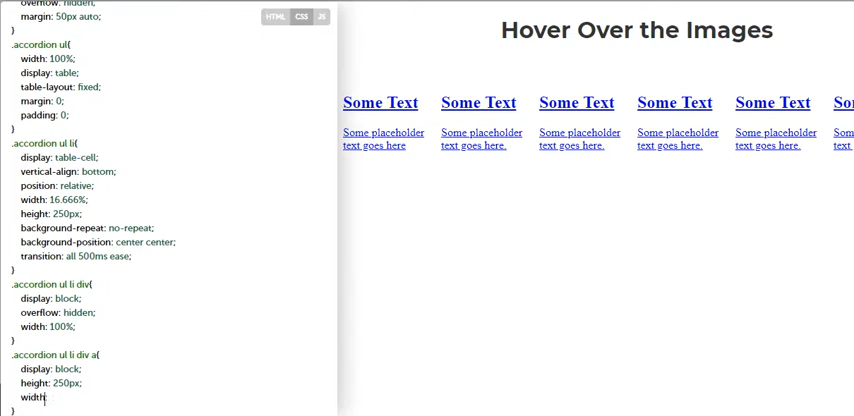 overflow: hidden;
margin: 50px auto;
}
.accordion ul{
width: 100%;
display: table;
table-layout: fixed;
margin: 0;
padding: 0;
}
.accordion ul li{
display: table-cell;
vertical-align: bottom;
position: relative;
width: 16.666%;
height: 250px;
background-repeat: no-repeat;
background-position: center center;
transition: all 500ms ease;
}
.accordion ul li div{
display: block;
overflow: hidden;
width: 100%;
}
.accordion ul li div a{
display: block;
height: 250px;
width:
}
HTML CSS JS
Hover Over the Images
Some Text Some Text Some Text Some Text Some Text So
Some placeholder Some placeholder Some placeholder Some placeholder Some placeholder Some
text goes here text goes here. text goes here. text goes here. text goes here. text